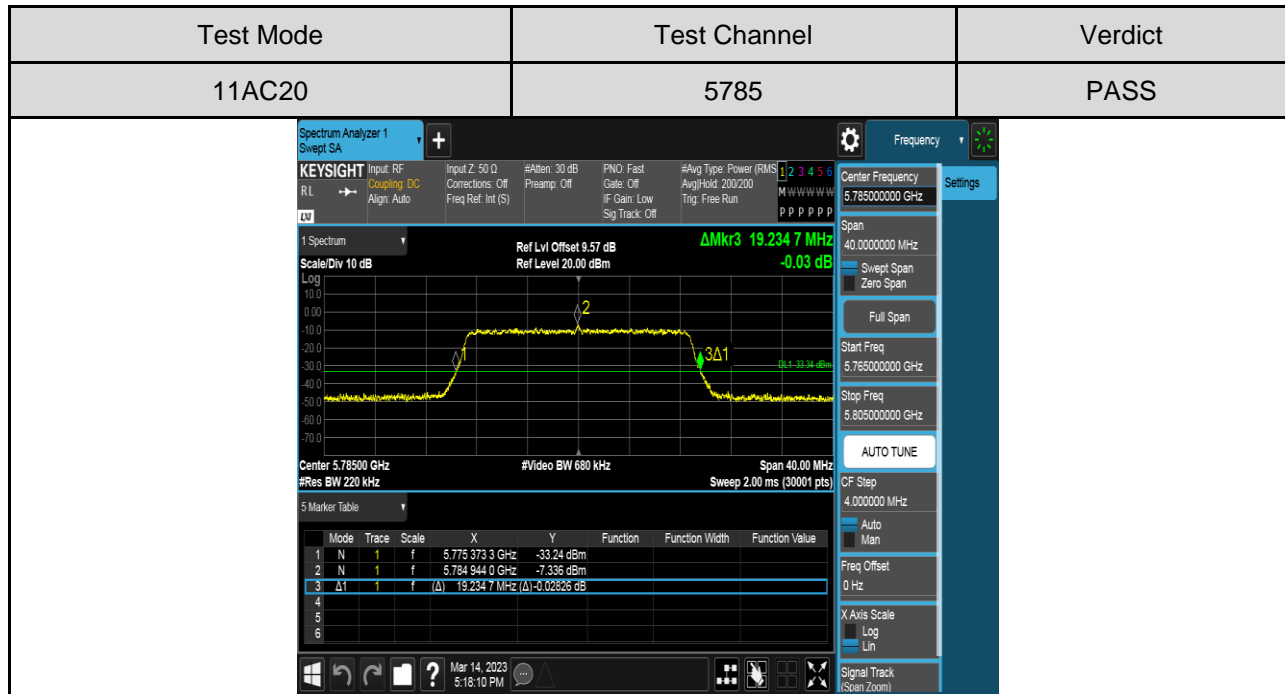 Test Mode Test Channel Verdict
11AC20 5785 PASS
Spectrum Analyzer 1
Swept SA
+
Frequency
KEYSIGHT
RL
LXI
Input: RF
Coupling: DC
Align: Auto
Input Z: 50 Ω
Corrections: Off
Freq Ref: Int (S)
#Atten: 30 dB
Preamp: Off
PNO: Fast
Gate: Off
IF Gain: Low
Sig Track: Off
#Avg Type: Power (RMS
Avg|Hold: 200/200
Trig: Free Run
1 2 3 4 5 6
M W W W W W
P P P P P P
1 Spectrum
Scale/Div 10 dB
Ref Lvl Offset 9.57 dB
Ref Level 20.00 dBm
ΔMkr3 19.234 7 MHz
-0.03 dB
Log
10.0
0.00
-10.0
-20.0
-30.0
-40.0
-50.0
-60.0
-70.0
1
2
3Δ1
DL1 -33.34 dBm
Center 5.78500 GHz
#Video BW 680 kHz
Span 40.00 MHz
#Res BW 220 kHz
Sweep 2.00 ms (30001 pts)
5 Marker Table
Mode Trace Scale X Y Function Function Width Function Value
1 N 1 f 5.775 373 3 GHz -33.24 dBm
2 N 1 f 5.784 944 0 GHz -7.336 dBm
3 Δ1 1 f (Δ) 19.234 7 MHz (Δ) -0.02826 dB
4
5
6
?
Mar 14, 2023
5:18:10 PM
Center Frequency
5.785000000 GHz
Settings
Span
40.0000000 MHz
Swept Span
Zero Span
Full Span
Start Freq
5.765000000 GHz
Stop Freq
5.805000000 GHz
AUTO TUNE
CF Step
4.000000 MHz
Auto
Man
Freq Offset
0 Hz
X Axis Scale
Log
Lin
Signal Track
(Span Zoom)